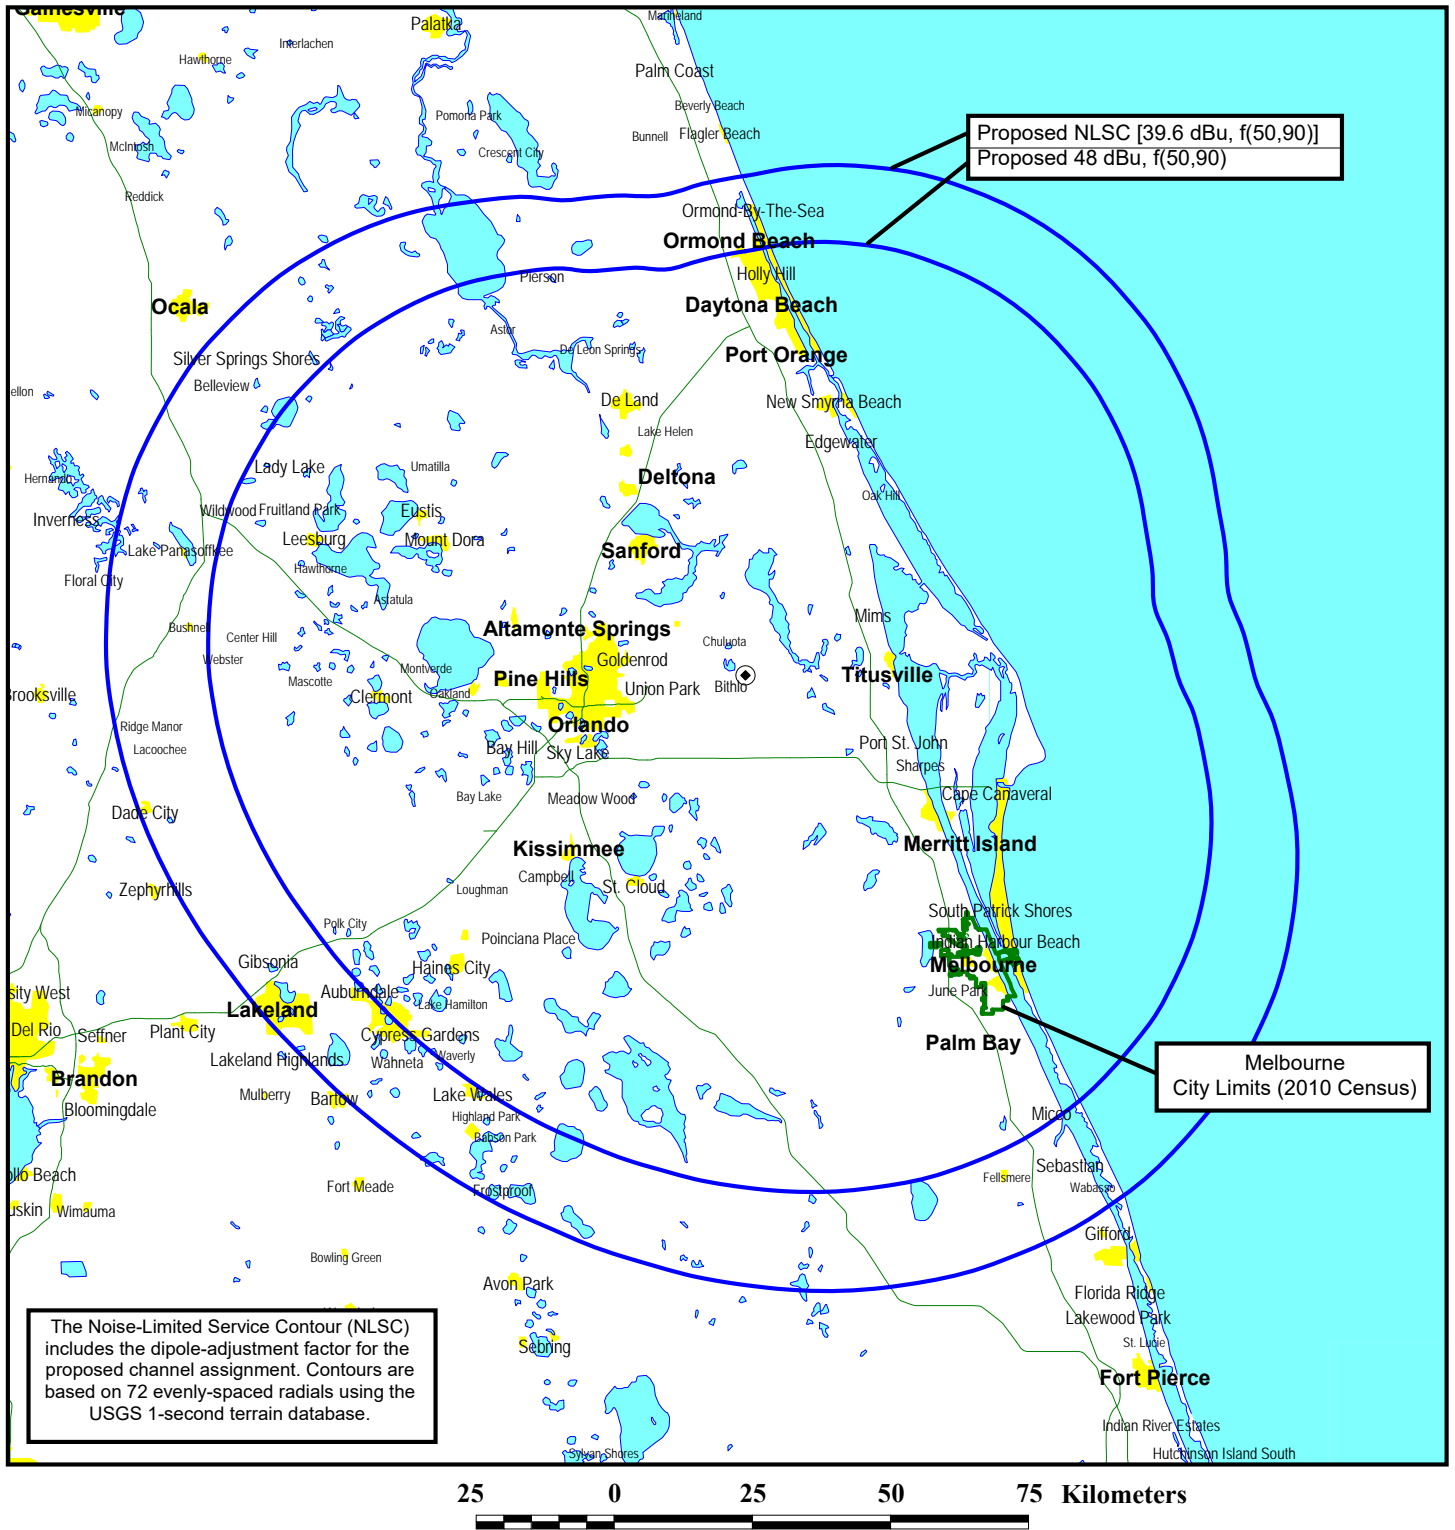 Gainesville
Palatka
Marineland
Interlachen
Hawthorne
Palm Coast
Micanopy
Pomona Park
Beverly Beach
Bunnell
Flagler Beach
McIntosh
Crescent City
Proposed NLSC [39.6 dBu, f(50,90)]
Proposed 48 dBu, f(50,90)
Reddick
Ormond-By-The-Sea
Ormond Beach
Holly Hill
Pierson
Ocala
Daytona Beach
Astor
De Leon Springs
Port Orange
Silver Springs Shores
Belleview
ellon
De Land
New Smyrna Beach
Lake Helen
Edgewater
Lady Lake
Umatilla
Hernando
Deltona
Oak Hill
Wildwood
Fruitland Park
Eustis
Inverness
Leesburg
Mount Dora
Lake Panasoffkee
Sanford
Hawthorne
Floral City
Astatula
Mims
Bushnell
Center Hill
Altamonte Springs
Chuluota
Webster
Goldenrod
Montverde
Mascotte
Pine Hills
Titusville
Brooksville
Clermont
Oakland
Union Park
Bithlo
Ridge Manor
Orlando
Lacoochee
Bay Hill
Sky Lake
Port St. John
Sharpes
Bay Lake
Meadow Wood
Cape Canaveral
Dade City
Kissimmee
Merritt Island
Campbell
St. Cloud
Zephyrhills
Loughman
South Patrick Shores
Polk City
Poinciana Place
Indian Harbour Beach
Gibsonia
Haines City
Melbourne
sity West
Auburndale
June Park
Lake Hamilton
Lakeland
Del Rio
Seffner
Plant City
Cypress Gardens
Palm Bay
Lakeland Highlands
Wahneta
Waverly
Melbourne
City Limits (2010 Census)
Brandon
Mulberry
Bartow
Lake Wales
Bloomingdale
Highland Park
Micco
Babson Park
Sebastian
ollo Beach
Fellsmere
Fort Meade
Frostproof
Wabasso
uskin
Wimauma
Gifford
Bowling Green
Avon Park
Florida Ridge
Lakewood Park
The Noise-Limited Service Contour (NLSC)
includes the dipole-adjustment factor for the
proposed channel assignment. Contours are
based on 72 evenly-spaced radials using the
USGS 1-second terrain database.
Sebring
St. Lucie
Fort Pierce
Indian River Estates
Sylvan Shores
Hutchinson Island South
25 0 25 50 75 Kilometers